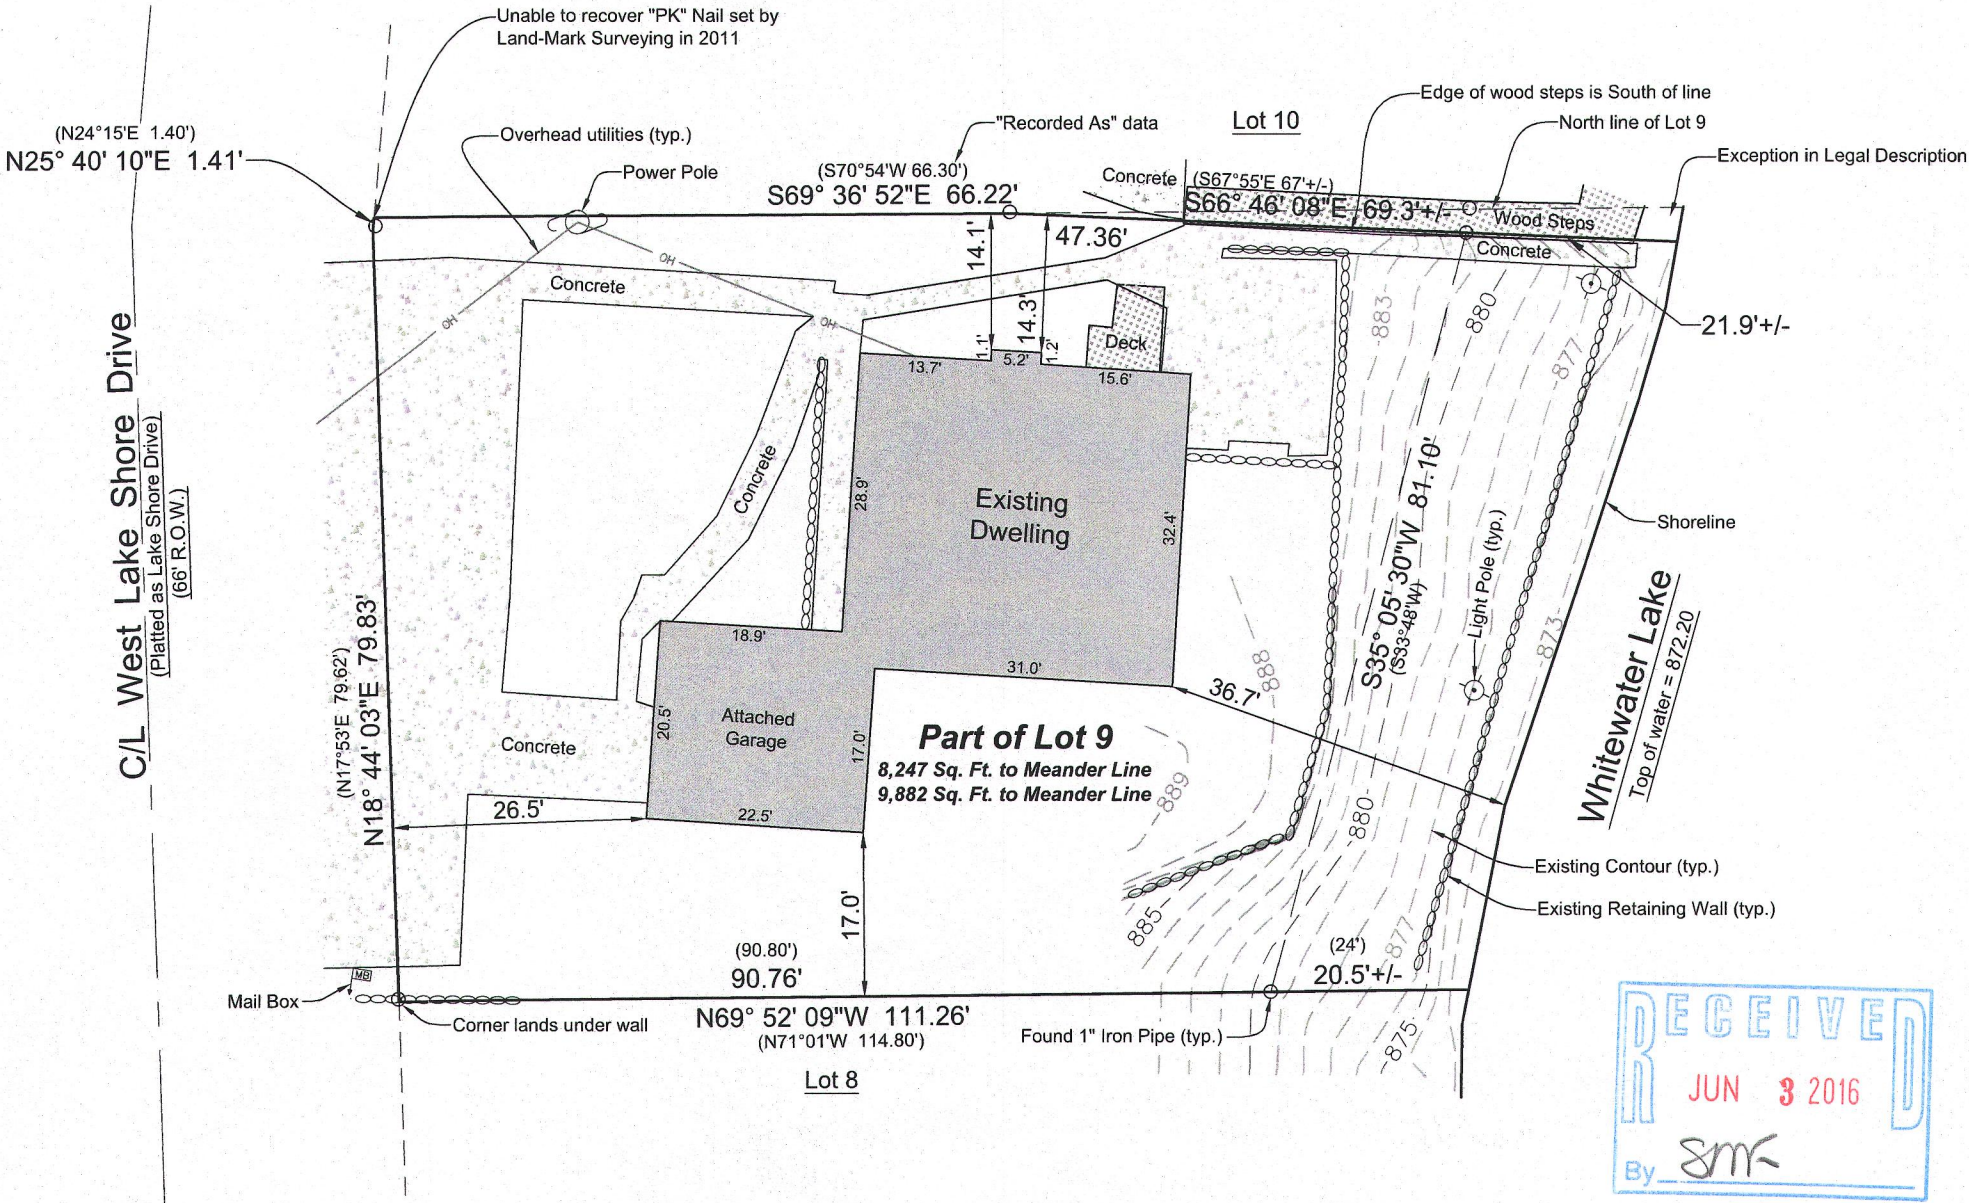 Unable to recover "PK" Nail set by
Land-Mark Surveying in 2011
(N24°15'E 1.40')
N25° 40' 10"E 1.41'
Overhead utilities (typ.)
Power Pole
"Recorded As" data
(S70°54'W 66.30')
S69° 36' 52"E 66.22'
Lot 10
Edge of wood steps is South of line
North line of Lot 9
Exception in Legal Description
Concrete
(S67°55'E 67'+/-)
S66° 46' 08"E 69.3'+/-
Wood Steps
Concrete
47.36'
14.1'
14.3'
OH
OH
OH
Concrete
1.1'
5.2'
1.2'
13.7'
15.6'
Deck
883
880
877
21.9'+/-
C/L West Lake Shore Drive
(Platted as Lake Shore Drive)
(66' R.O.W.)
Concrete
28.9'
Existing
Dwelling
32.4'
S35° 05' 30"W 81.10'
(S33°48'W)
Light Pole (typ.)
Shoreline
Whitewater Lake
Top of water = 872.20
873
888
(N17°53'E 79.62')
N18° 44' 03"E 79.83'
18.9'
31.0'
36.7'
20.5'
Attached
Garage
17.0'
Concrete
Part of Lot 9
8,247 Sq. Ft. to Meander Line
9,882 Sq. Ft. to Meander Line
889
880
26.5'
22.5'
Existing Contour (typ.)
Existing Retaining Wall (typ.)
17.0'
885
877
(90.80')
90.76'
(24')
20.5'+/-
MB
Mail Box
Corner lands under wall
N69° 52' 09"W 111.26'
(N71°01'W 114.80')
Found 1" Iron Pipe (typ.)
875
Lot 8
RECEIVED
JUN 3 2016
By